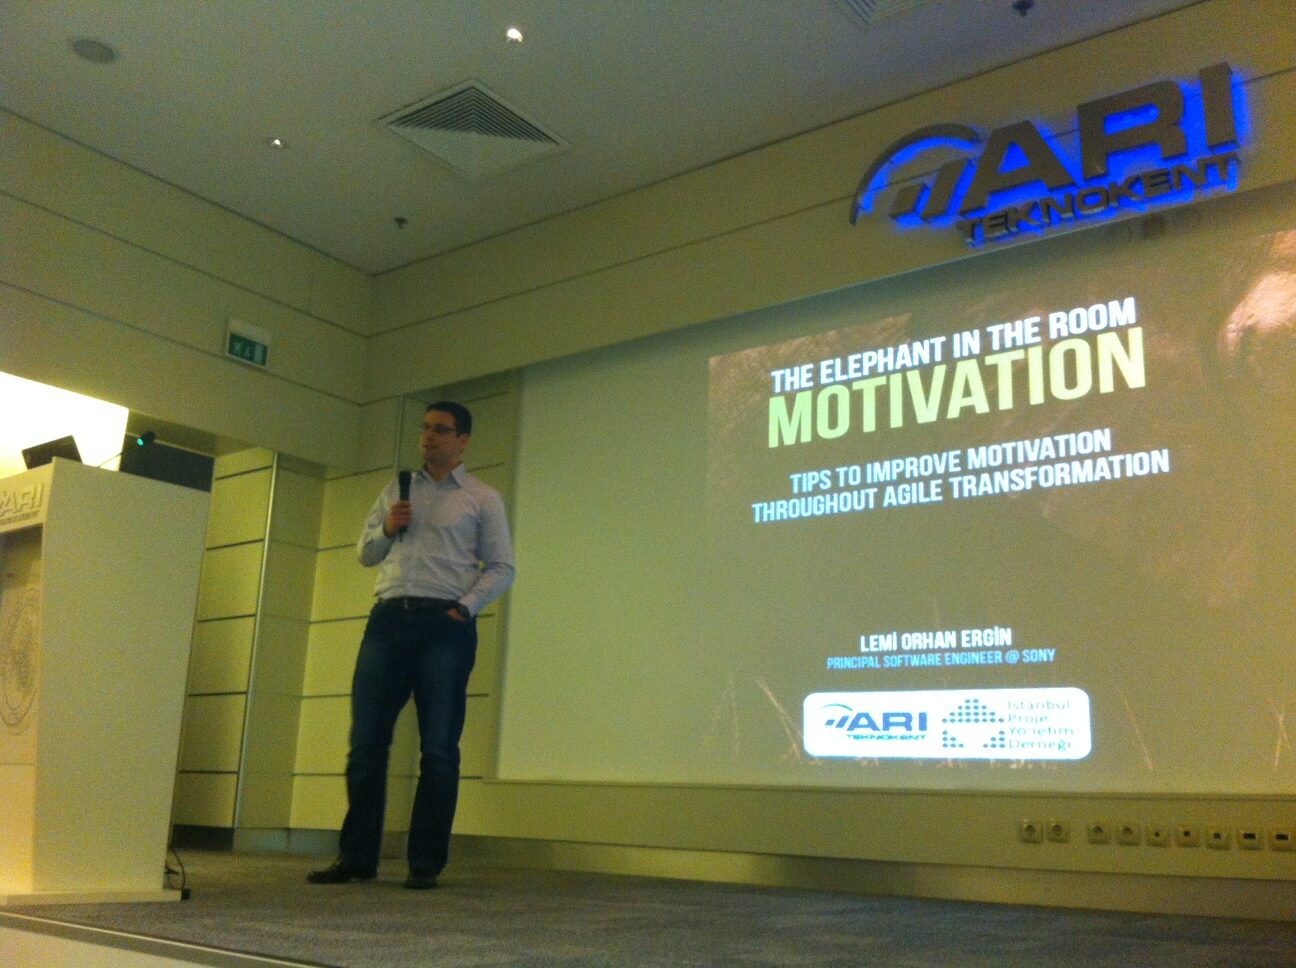 ARI
TEKNOKENT
THE ELEPHANT IN THE ROOM
MOTIVATION
TIPS TO IMPROVE MOTIVATION
THROUGHOUT AGILE TRANSFORMATION
LEMİ ORHAN ERGİN
PRINCIPAL SOFTWARE ENGINEER @ SONY
ARI
TEKNOKENT
İstanbul
Proje
Yönetim
Derneği
ARI